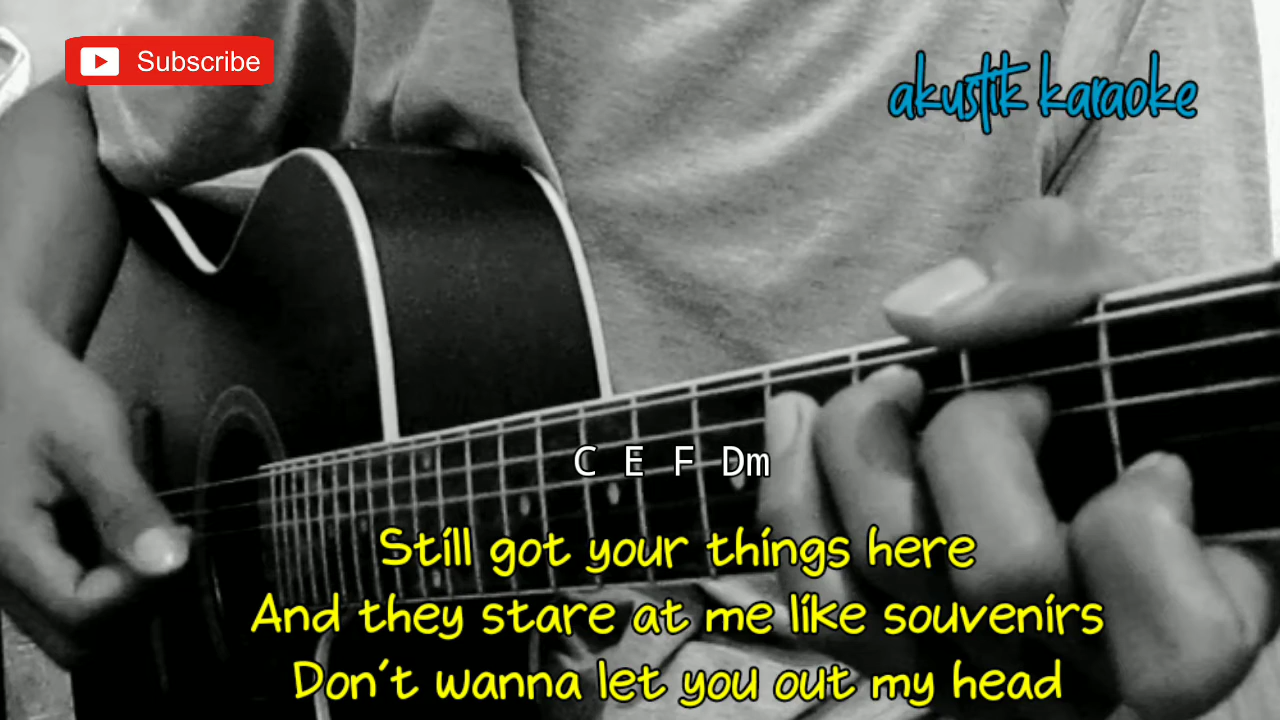 Subscribe
akustik karaoke
C E F Dm
Still got your things here
And they stare at me like souvenirs
Don't wanna let you out my head